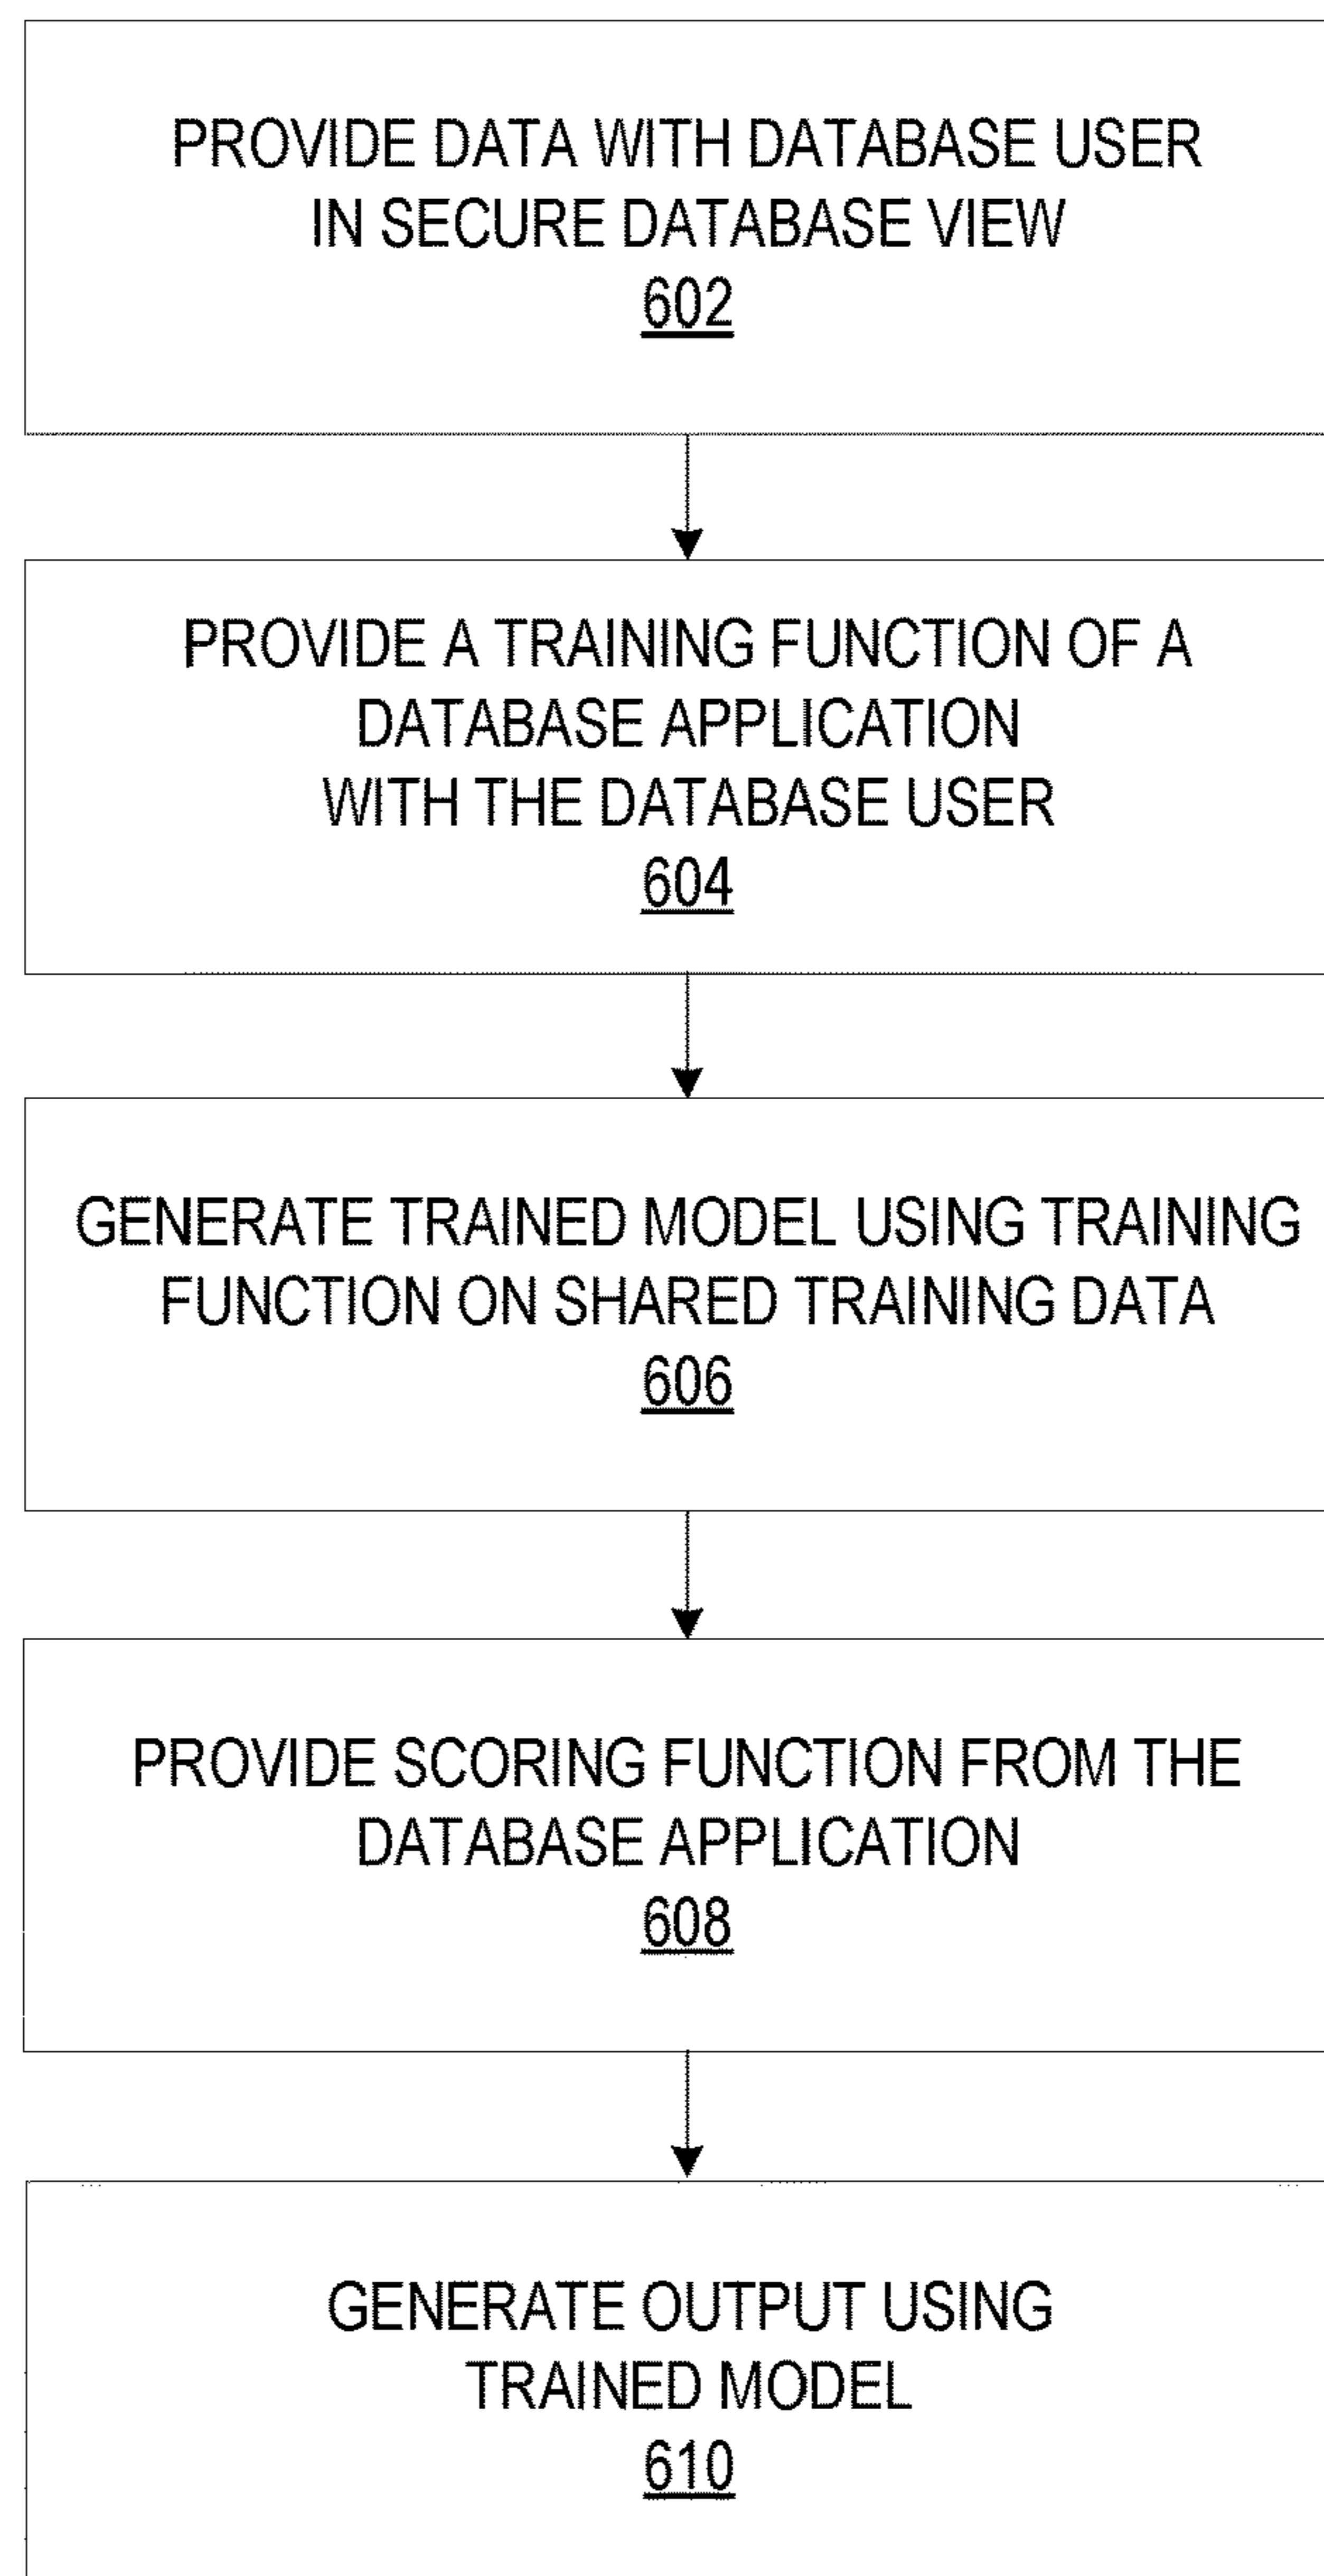 PROVIDE DATA WITH DATABASE USER
IN SECURE DATABASE VIEW
602
PROVIDE A TRAINING FUNCTION OF A
DATABASE APPLICATION
WITH THE DATABASE USER
604
GENERATE TRAINED MODEL USING TRAINING
FUNCTION ON SHARED TRAINING DATA
606
PROVIDE SCORING FUNCTION FROM THE
DATABASE APPLICATION
608
GENERATE OUTPUT USING
TRAINED MODEL
610